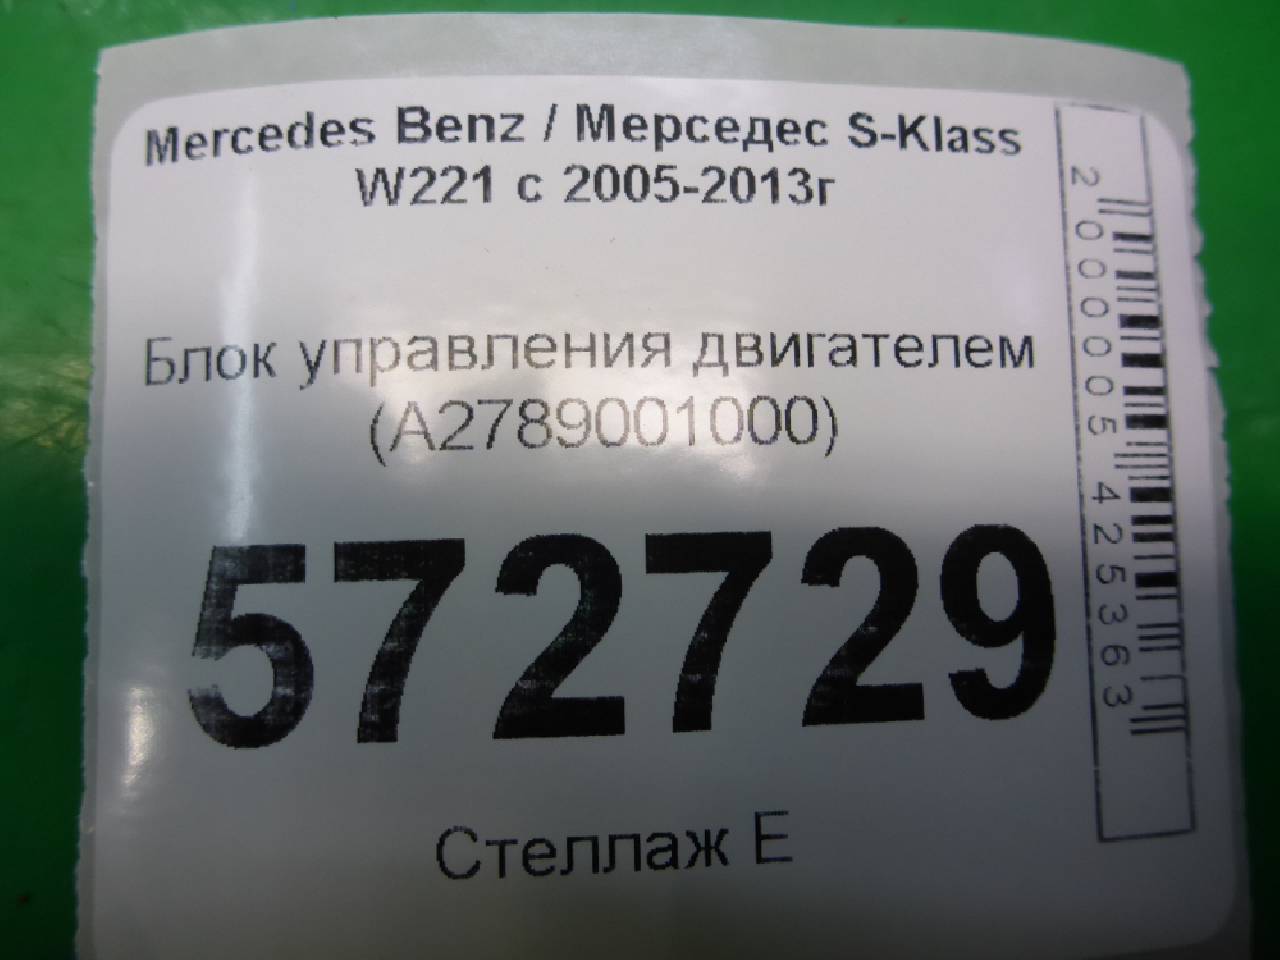 Mercedes Benz / Мерседес S-Klass
W221 с 2005-2013г
Блок управления двигателем
(A2789001000)
572729
Стеллаж Е
2000005425363